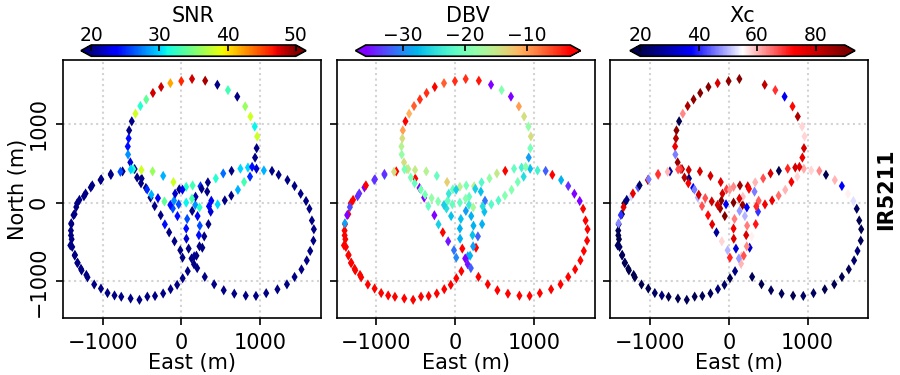 SNR DBV Xc
20 30 40 50 −30 −20 −10 20 40 60 80
North (m)
1000
0
−1000
IR5211
−1000 0 1000 −1000 0 1000 −1000 0 1000
East (m) East (m) East (m)